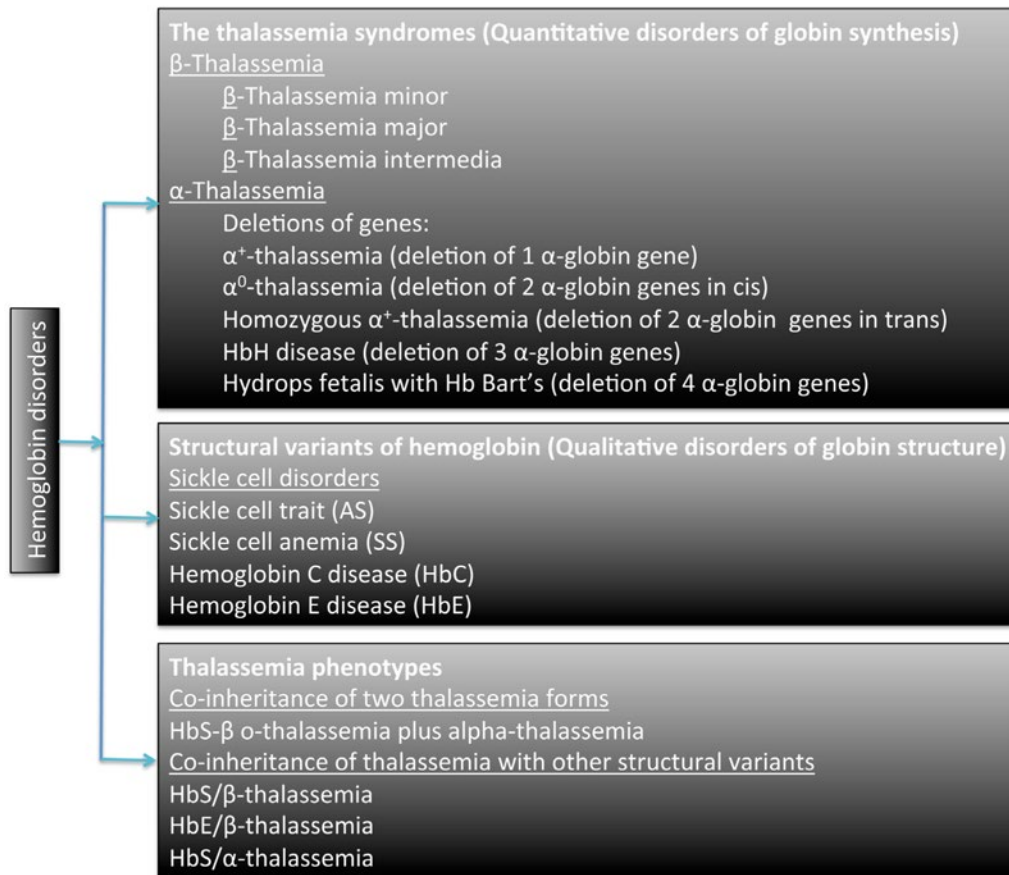 Hemoglobin disorders
The thalassemia syndromes (Quantitative disorders of globin synthesis)
β-Thalassemia
β-Thalassemia minor
β-Thalassemia major
β-Thalassemia intermedia
α-Thalassemia
Deletions of genes:
α⁺-thalassemia (deletion of 1 α-globin gene)
α⁰-thalassemia (deletion of 2 α-globin genes in cis)
Homozygous α⁺-thalassemia (deletion of 2 α-globin genes in trans)
HbH disease (deletion of 3 α-globin genes)
Hydrops fetalis with Hb Bart's (deletion of 4 α-globin genes)
Structural variants of hemoglobin (Qualitative disorders of globin structure)
Sickle cell disorders
Sickle cell trait (AS)
Sickle cell anemia (SS)
Hemoglobin C disease (HbC)
Hemoglobin E disease (HbE)
Thalassemia phenotypes
Co-inheritance of two thalassemia forms
HbS-β o-thalassemia plus alpha-thalassemia
Co-inheritance of thalassemia with other structural variants
HbS/β-thalassemia
HbE/β-thalassemia
HbS/α-thalassemia